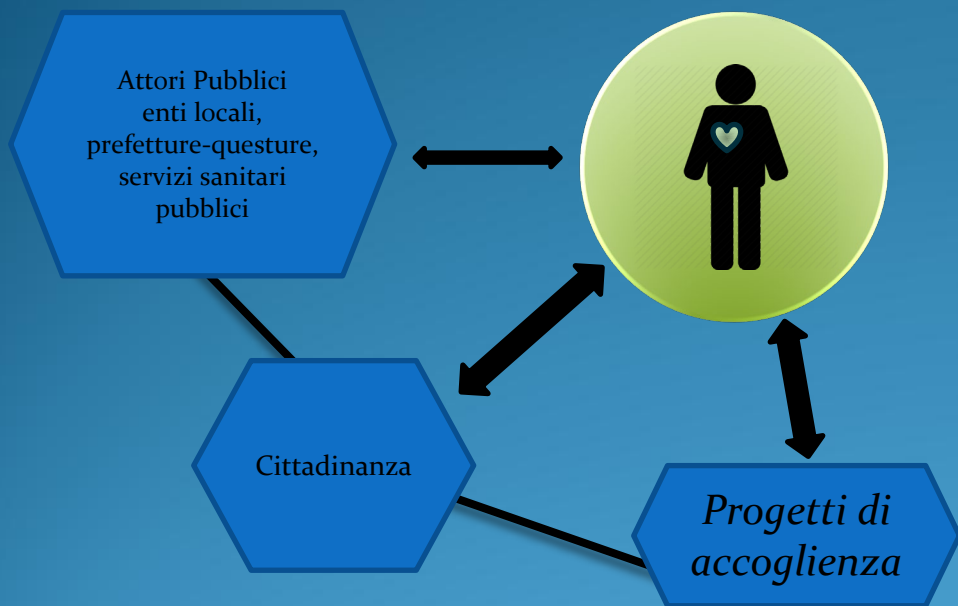 Attori Pubblici
enti locali,
prefetture-questure,
servizi sanitari
pubblici
Cittadinanza
Progetti di
accoglienza